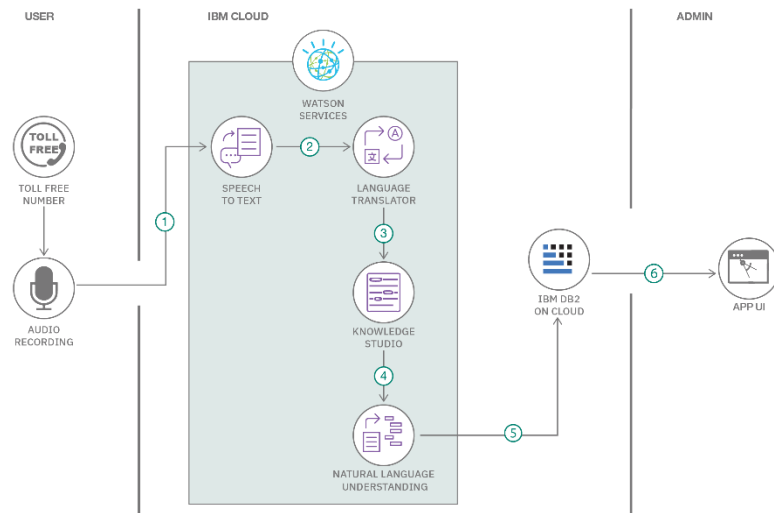 USER
IBM CLOUD
ADMIN
WATSON
SERVICES
TOLL
FREE
TOLL FREE
NUMBER
AUDIO
RECORDING
1
SPEECH
TO TEXT
2
A
文
LANGUAGE
TRANSLATOR
3
KNOWLEDGE
STUDIO
4
NATURAL LANGUAGE
UNDERSTANDING
5
IBM DB2
ON CLOUD
6
APP UI